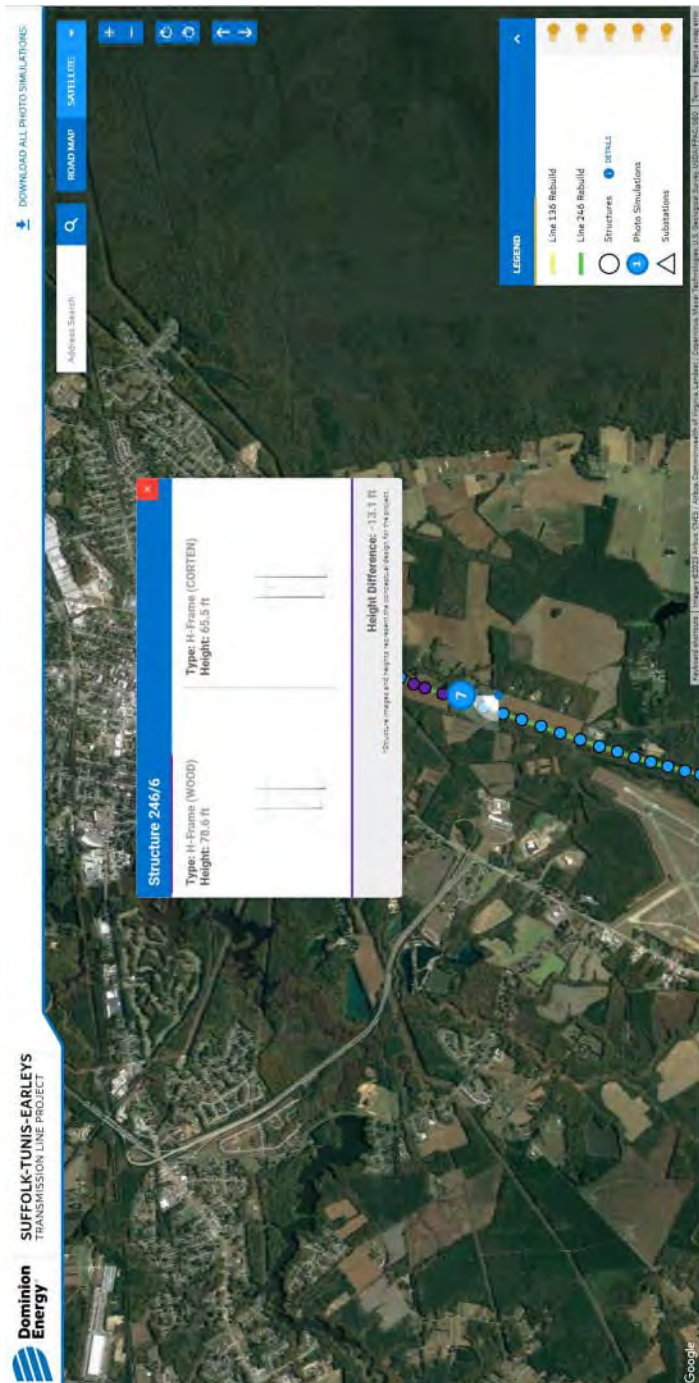 Dominion
Energy
SUFFOLK-TUNIS-EARLEYS
TRANSMISSION LINE PROJECT
DOWNLOAD ALL PHOTO SIMULATIONS
Address Search
ROAD MAP
SATELLITE
Structure 246/6
Type: H-Frame (WOOD)
Height: 78.6 ft
Type: H-Frame (CORTEN)
Height: 65.5 ft
Height Difference: -13.1 ft
*Structure images and heights represent the conceptual design for the project.
7
LEGEND
Line 136 Rebuild
Line 246 Rebuild
Structures
DETAILS
1 Photo Simulations
Substations
Google
Keyboard shortcuts